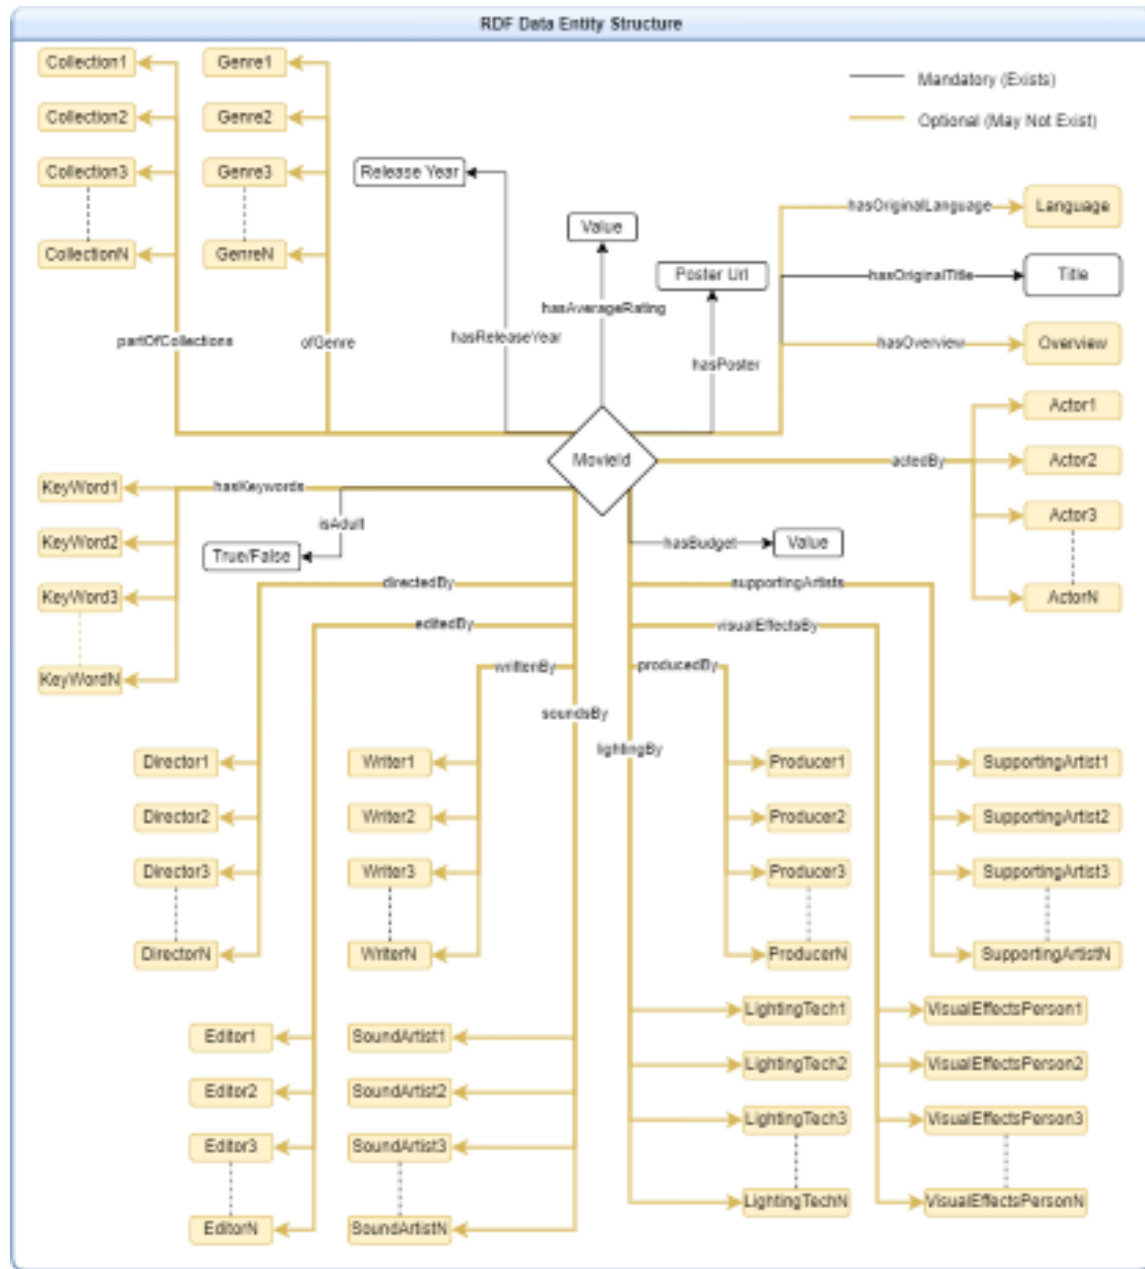 RDF Data Entity Structure
Collection1
Genre1
Mandatory (Exists)
Collection2
Genre2
Optional (May Not Exist)
Collection3
Genre3
Release Year
hasOriginalLanguage
Language
Value
CollectionN
GenreN
Poster Url
hasOriginalTitle
Title
hasAverageRating
partOfCollections
ofGenre
hasReleaseYear
hasOverview
Overview
hasPoster
Actor1
MovieId
actedBy
Actor2
KeyWord1
hasKeywords
Actor3
isAdult
KeyWord2
True/False
hasBudget
Value
directedBy
supportingArtists
KeyWord3
ActorN
editedBy
visualEffectsBy
writtenBy
producedBy
KeyWordN
soundsBy
lightingBy
Director1
Writer1
Producer1
SupportingArtist1
Director2
Writer2
Producer2
SupportingArtist2
Director3
Writer3
Producer3
SupportingArtist3
DirectorN
WriterN
ProducerN
SupportingArtistN
LightingTech1
VisualEffectsPerson1
Editor1
SoundArtist1
LightingTech2
VisualEffectsPerson2
Editor2
SoundArtist2
LightingTech3
VisualEffectsPerson3
Editor3
SoundArtist3
LightingTechN
VisualEffectsPersonN
EditorN
SoundArtistN